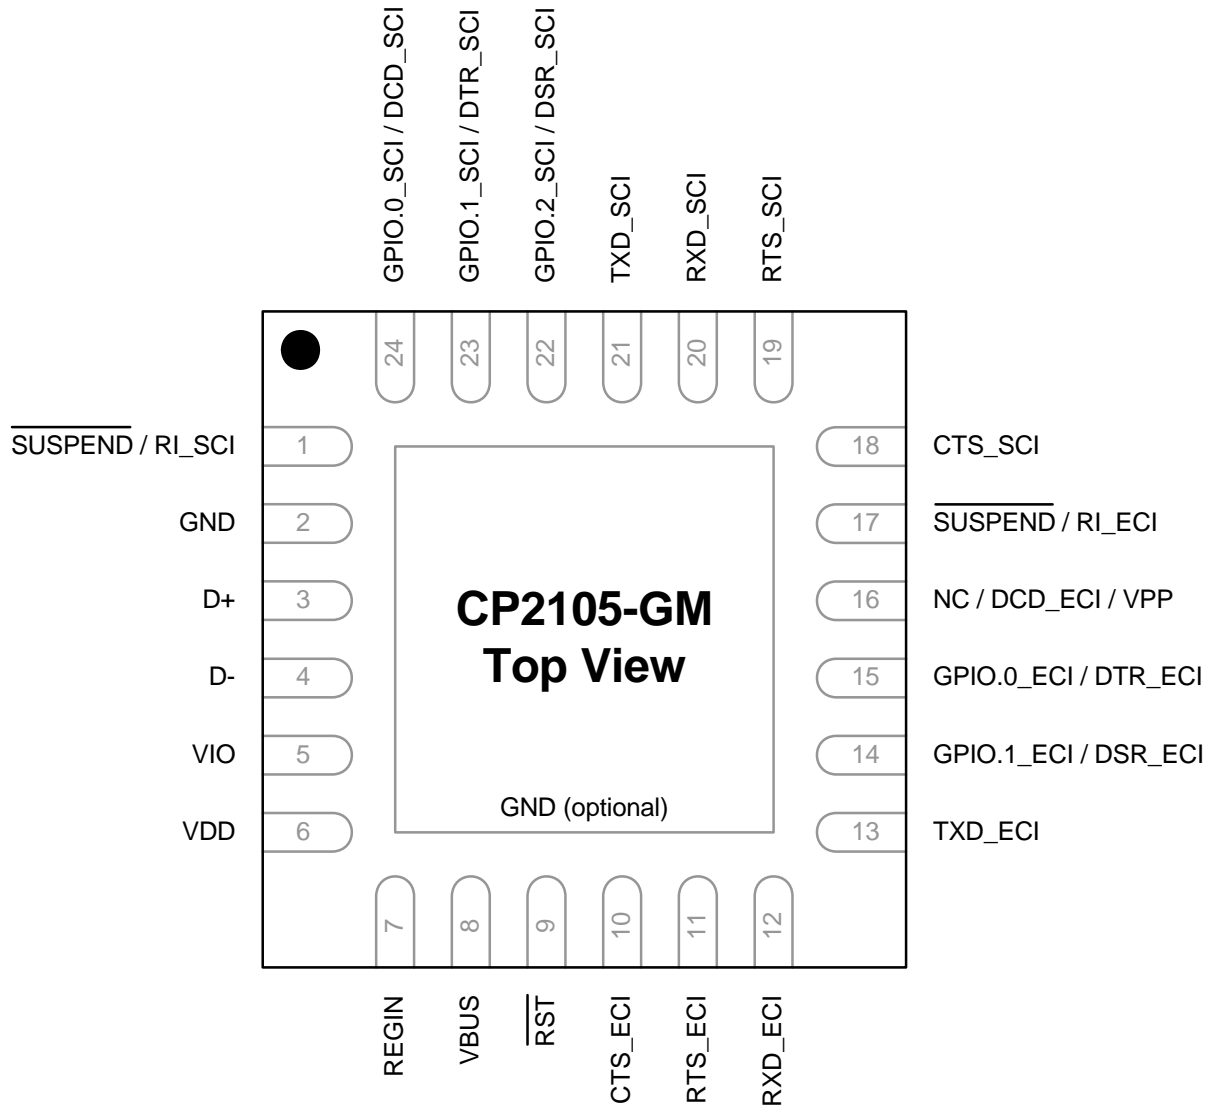 GPIO.0_SCI / DCD_SCI
GPIO.1_SCI / DTR_SCI
GPIO.2_SCI / DSR_SCI
TXD_SCI
RXD_SCI
RTS_SCI
24
23
22
21
20
19
SUSPEND / RI_SCI
1
18
CTS_SCI
GND
2
17
SUSPEND / RI_ECI
D+
3
16
NC / DCD_ECI / VPP
D-
4
15
GPIO.0_ECI / DTR_ECI
VIO
5
14
GPIO.1_ECI / DSR_ECI
VDD
6
13
TXD_ECI
CP2105-GM
Top View
GND (optional)
7
8
9
10
11
12
REGIN
VBUS
RST
CTS_ECI
RTS_ECI
RXD_ECI